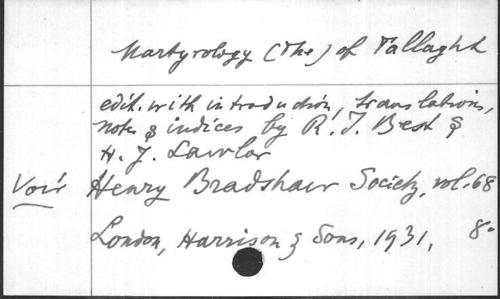 Martyrology (The) of Tallaght
edit. with introduction, translations,
notes & indices by R. I. Best &
H. J. Lawlor
Voir Henry Bradshaw Society, vol. 68
London, Harrison & Sons, 1931, 8°